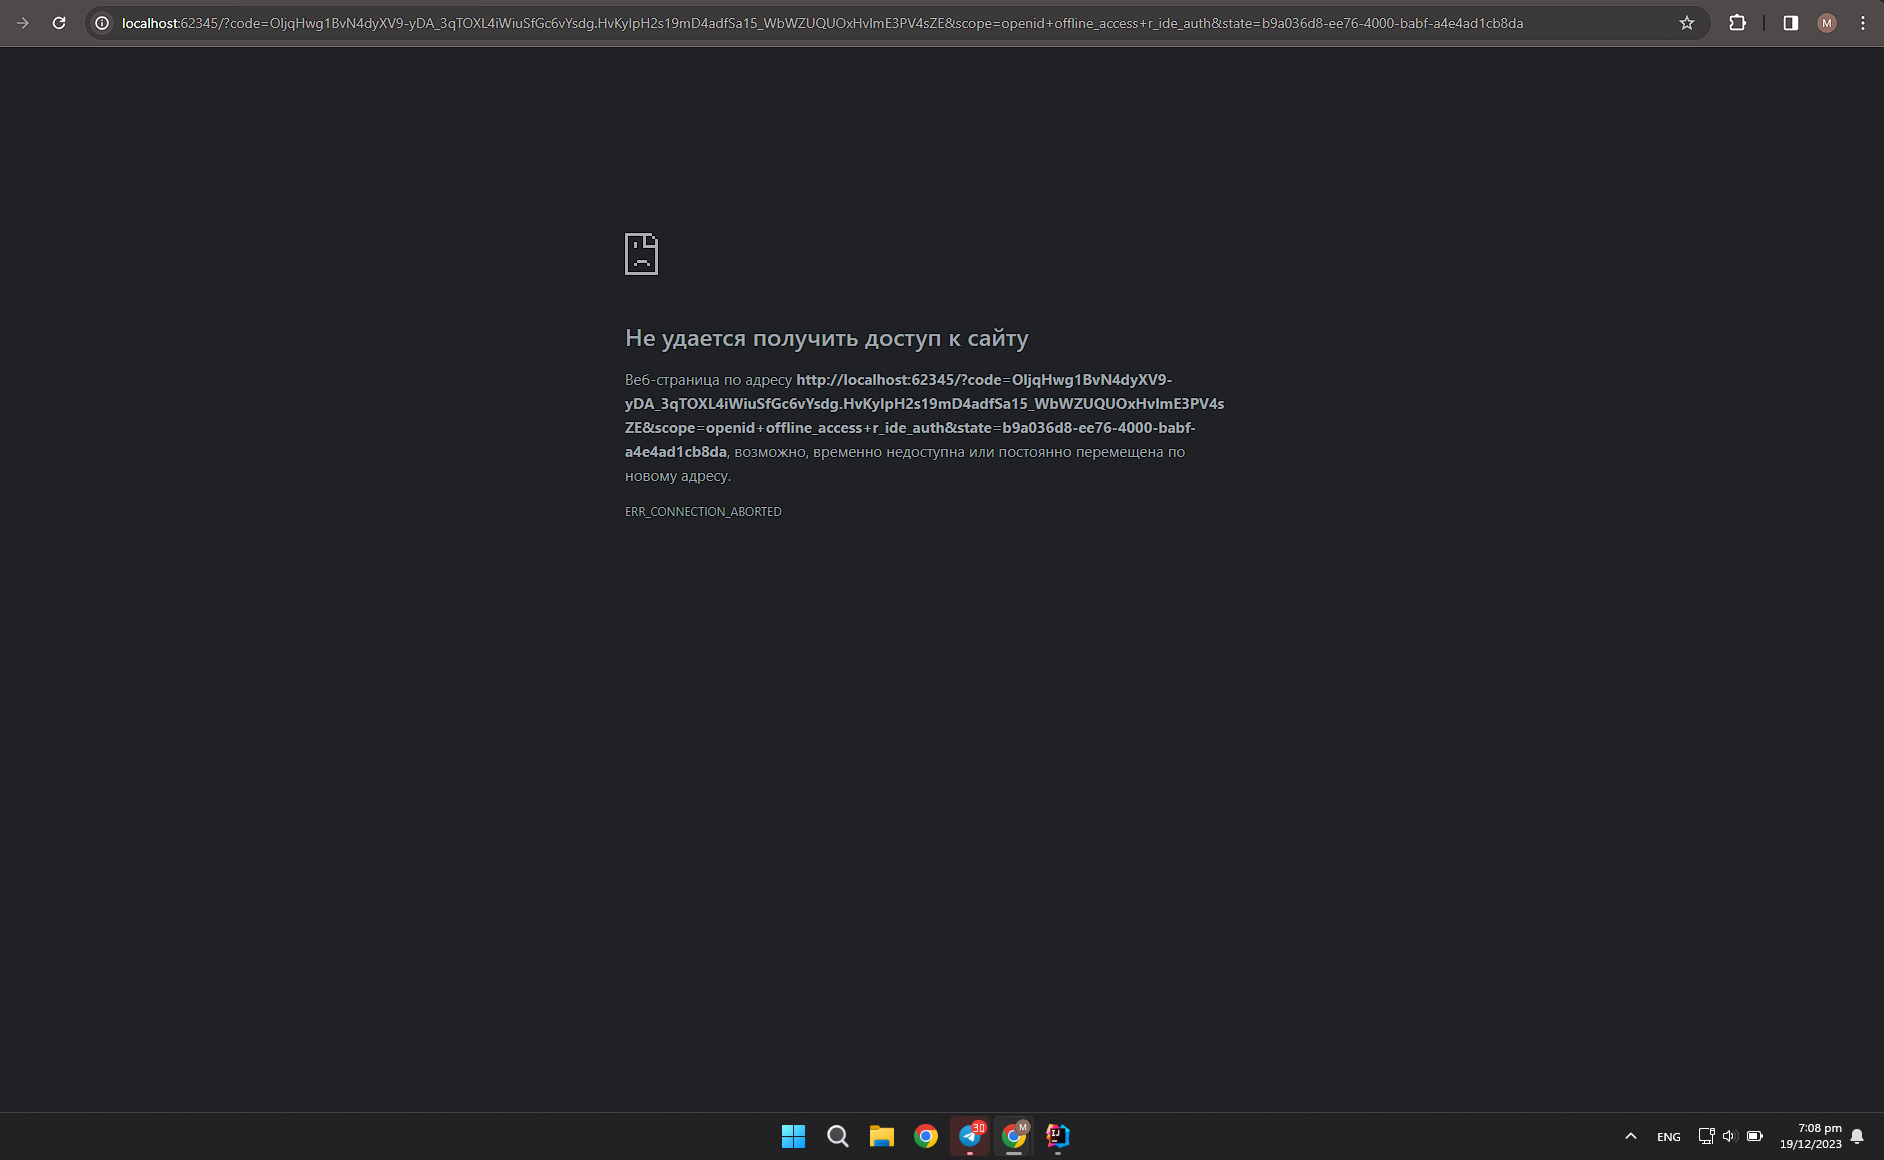 localhost:62345/?code=OljqHwg1BvN4dyXV9-yDA_3qTOXL4iWiuSfGc6vYsdg.HvKylpH2s19mD4adfSa15_WbWZUQUOxHvlmE3PV4sZE&scope=openid+offline_access+r_ide_auth&state=b9a036d8-ee76-4000-babf-a4e4ad1cb8da
M
Не удается получить доступ к сайту
Веб-страница по адресу http://localhost:62345/?code=OljqHwg1BvN4dyXV9-
yDA_3qTOXL4iWiuSfGc6vYsdg.HvKylpH2s19mD4adfSa15_WbWZUQUOxHvlmE3PV4s
ZE&scope=openid+offline_access+r_ide_auth&state=b9a036d8-ee76-4000-babf-
a4e4ad1cb8da, возможно, временно недоступна или постоянно перемещена по
новому адресу.
ERR_CONNECTION_ABORTED
30
M
IJ
ENG
7:08 pm
19/12/2023